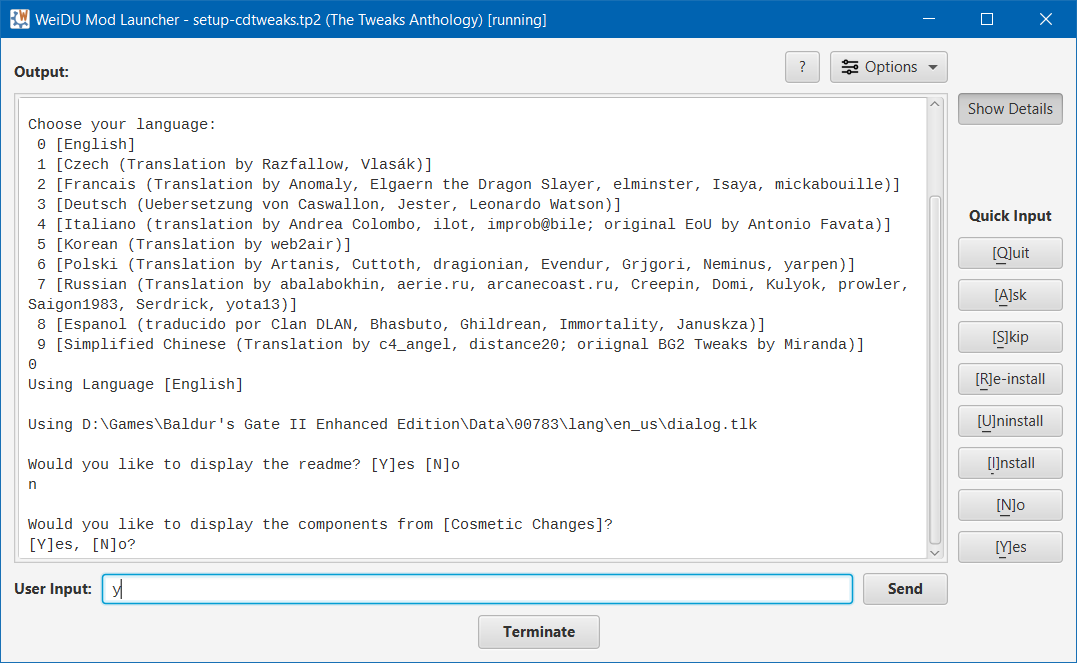 WeiDU Mod Launcher - setup-cdtweaks.tp2 (The Tweaks Anthology) [running]
Output:
?
Options
Show Details
Choose your language:
0 [English]
1 [Czech (Translation by Razfallow, Vlasák)]
2 [Francais (Translation by Anomaly, Elgaern the Dragon Slayer, elminster, Isaya, mickabouille)]
3 [Deutsch (Uebersetzung von Caswallon, Jester, Leonardo Watson)]
4 [Italiano (translation by Andrea Colombo, ilot, improb@bile; original EoU by Antonio Favata)]
5 [Korean (Translation by web2air)]
6 [Polski (Translation by Artanis, Cuttoth, dragionian, Evendur, Grjgori, Neminus, yarpen)]
7 [Russian (Translation by abalabokhin, aerie.ru, arcanecoast.ru, Creepin, Domi, Kulyok, prowler,
Saigon1983, Serdrick, yota13)]
8 [Espanol (traducido por Clan DLAN, Bhasbuto, Ghildrean, Immortality, Januskza)]
9 [Simplified Chinese (Translation by c4_angel, distance20; oriignal BG2 Tweaks by Miranda)]
0
Using Language [English]
Using D:\Games\Baldur's Gate II Enhanced Edition\Data\00783\lang\en_us\dialog.tlk
Would you like to display the readme? [Y]es [N]o
n
Would you like to display the components from [Cosmetic Changes]?
[Y]es, [N]o?
Quick Input
[Q]uit
[A]sk
[S]kip
[R]e-install
[U]ninstall
[I]nstall
[N]o
[Y]es
User Input:
y
Send
Terminate